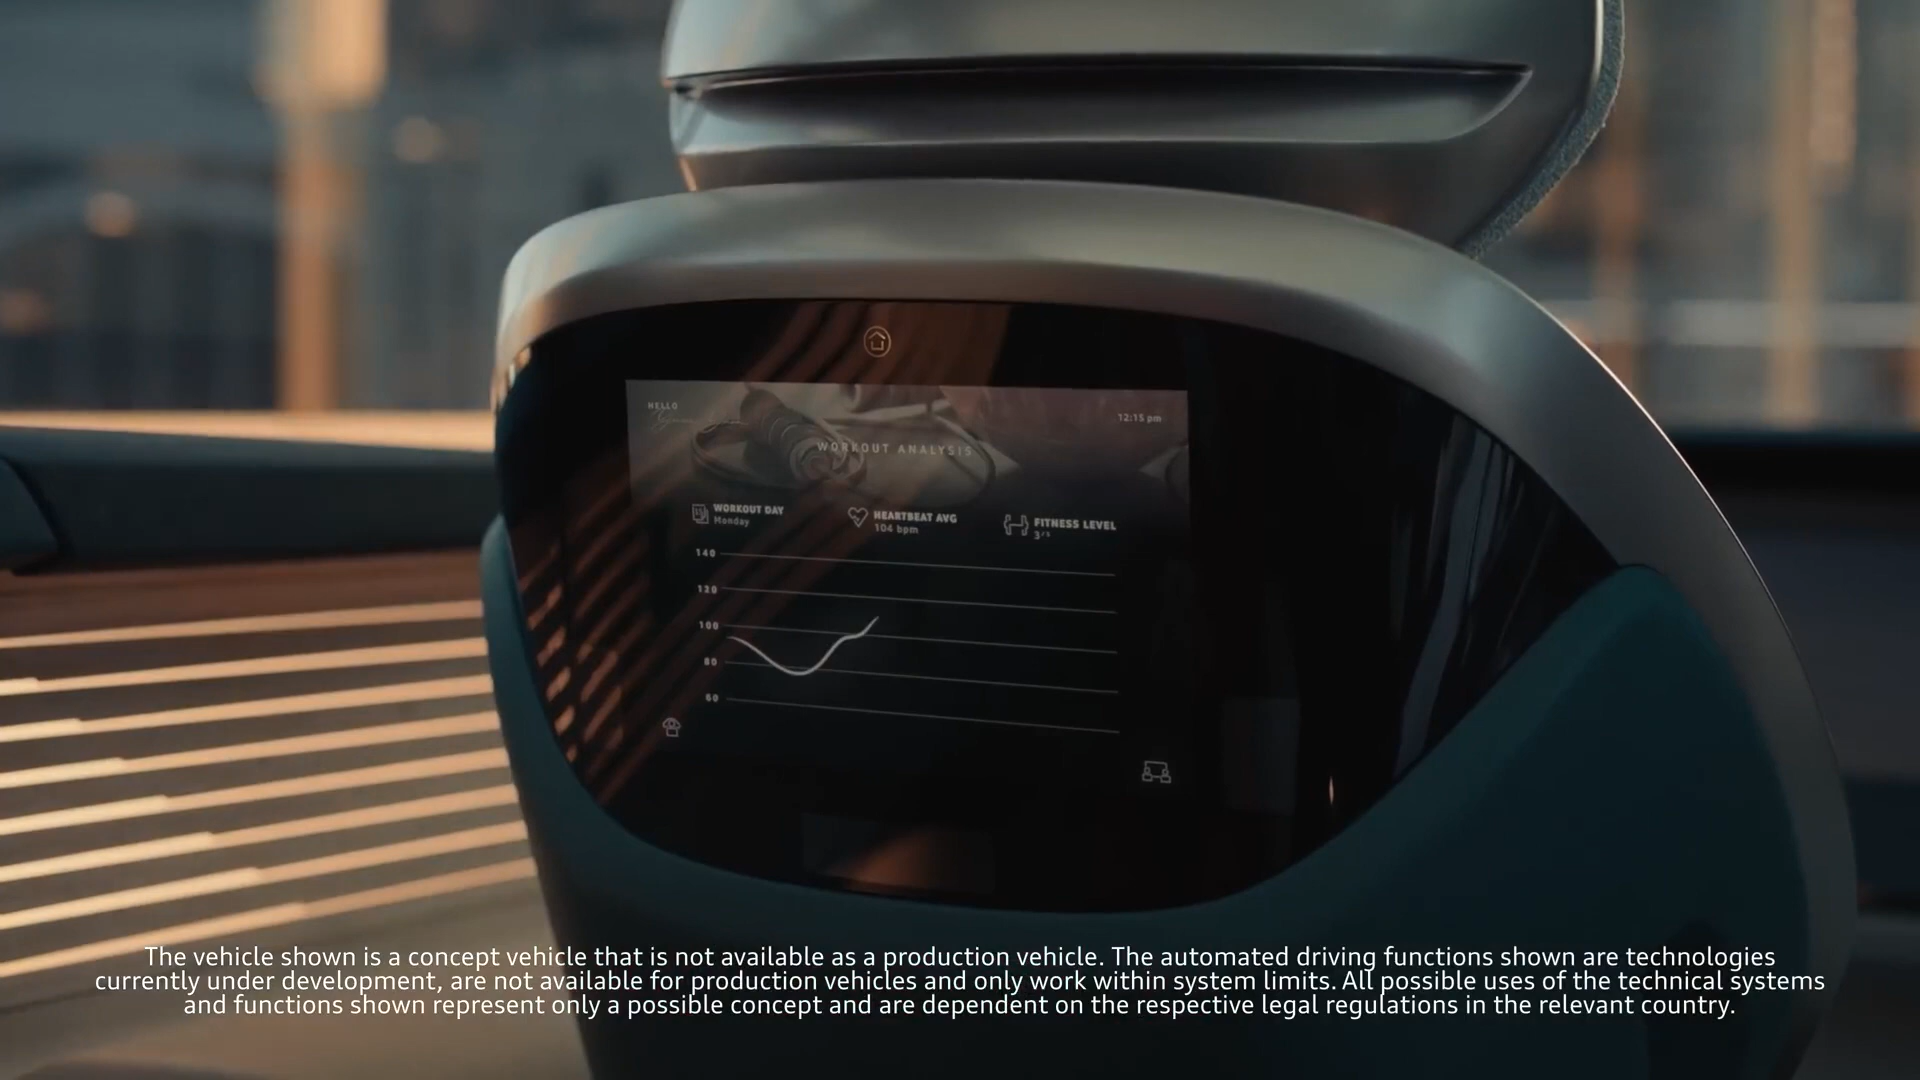 HELLO
12:15 pm
WORKOUT ANALYSIS
WORKOUT DAY
Monday
HEARTBEAT AVG
104 bpm
FITNESS LEVEL
3/5
140
120
100
80
60
The vehicle shown is a concept vehicle that is not available as a production vehicle. The automated driving functions shown are technologies
currently under development, are not available for production vehicles and only work within system limits. All possible uses of the technical systems
and functions shown represent only a possible concept and are dependent on the respective legal regulations in the relevant country.